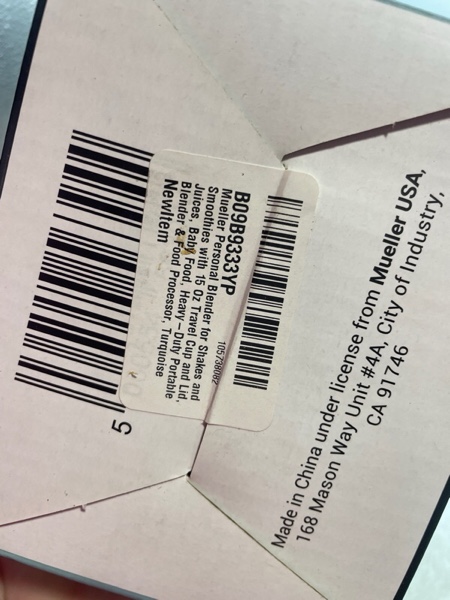 B09B9333YP
Mueller Personal Blender for Shakes and
Smoothies with 15 Oz Travel Cup and Lid,
Juices, Baby Food, Heavy-Duty Portable
Blender & Food Processor, Turquoise
NewItem
105738082
5
Made in China under license from Mueller USA,
168 Mason Way Unit #4A, City of Industry,
CA 91746